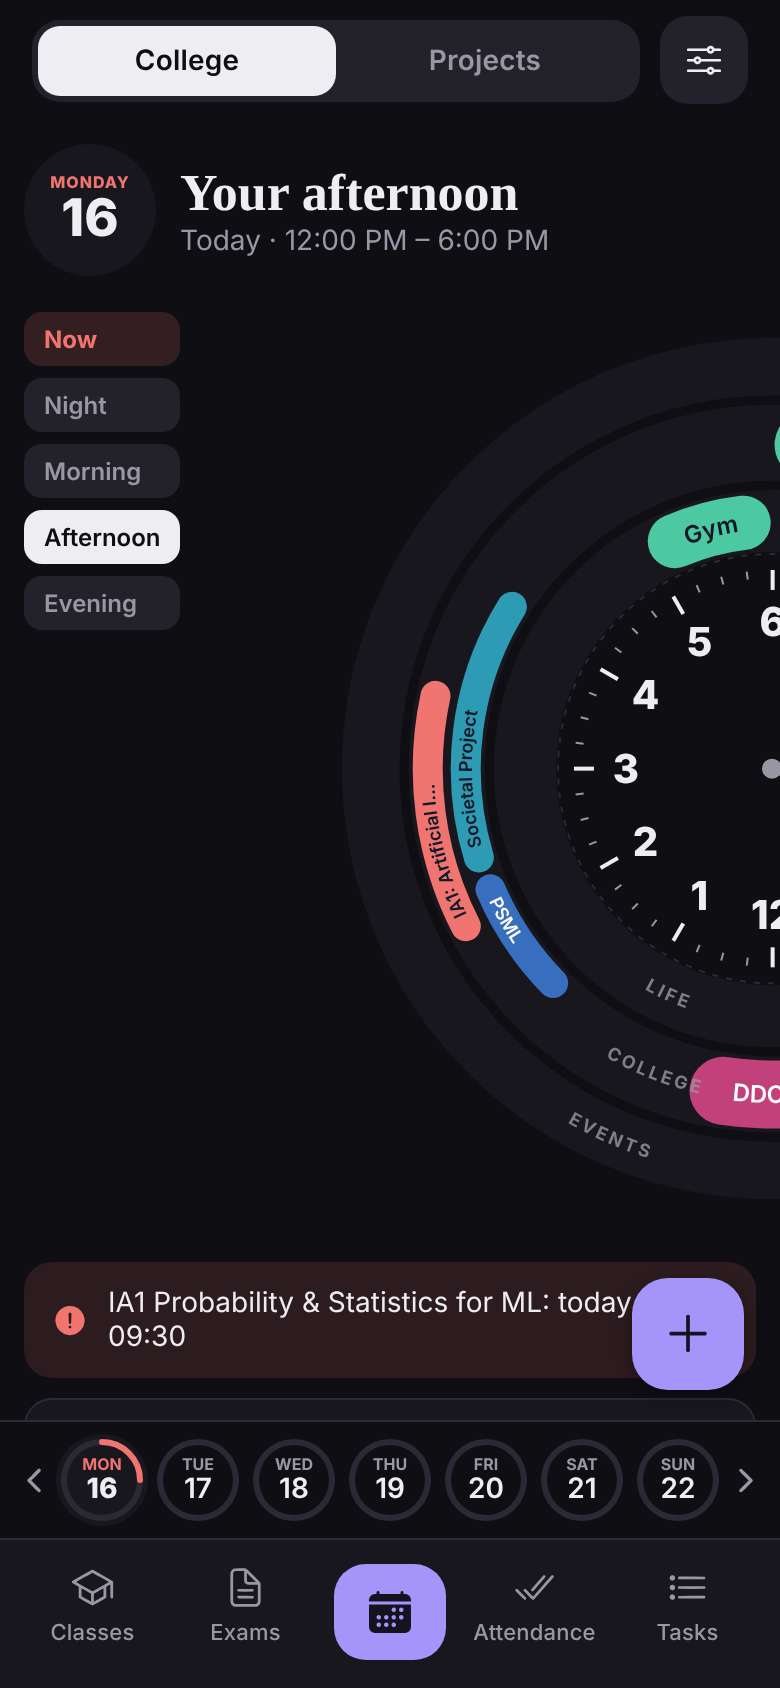 College
Projects
MONDAY
16
Your afternoon
Today · 12:00 PM – 6:00 PM
Now
Night
Morning
Afternoon
Evening
Gym
Societal Project
IA1: Artificial I...
PSML
6
5
4
3
2
1
12
LIFE
COLLEGE
DDC
EVENTS
IA1 Probability & Statistics for ML: today
09:30
MON
16
TUE
17
WED
18
THU
19
FRI
20
SAT
21
SUN
22
Classes
Exams
Attendance
Tasks